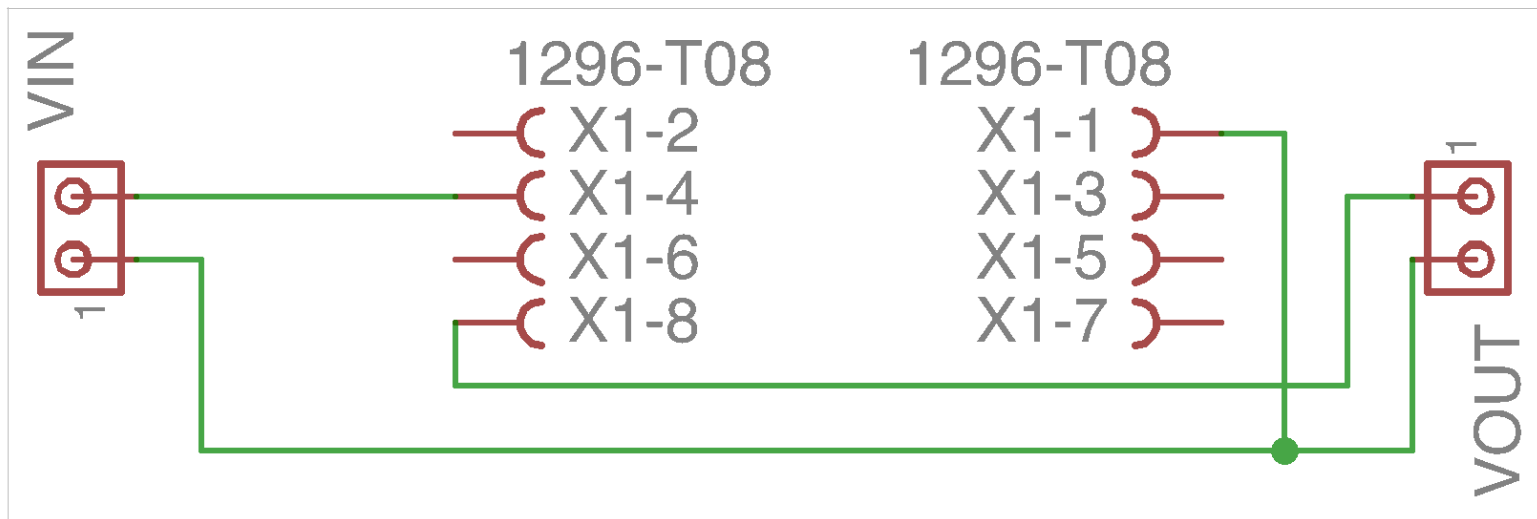 VIN
1296-T08
1296-T08
X1-2
X1-1
X1-4
X1-3
X1-6
X1-5
X1-8
X1-7
1
1
VOUT